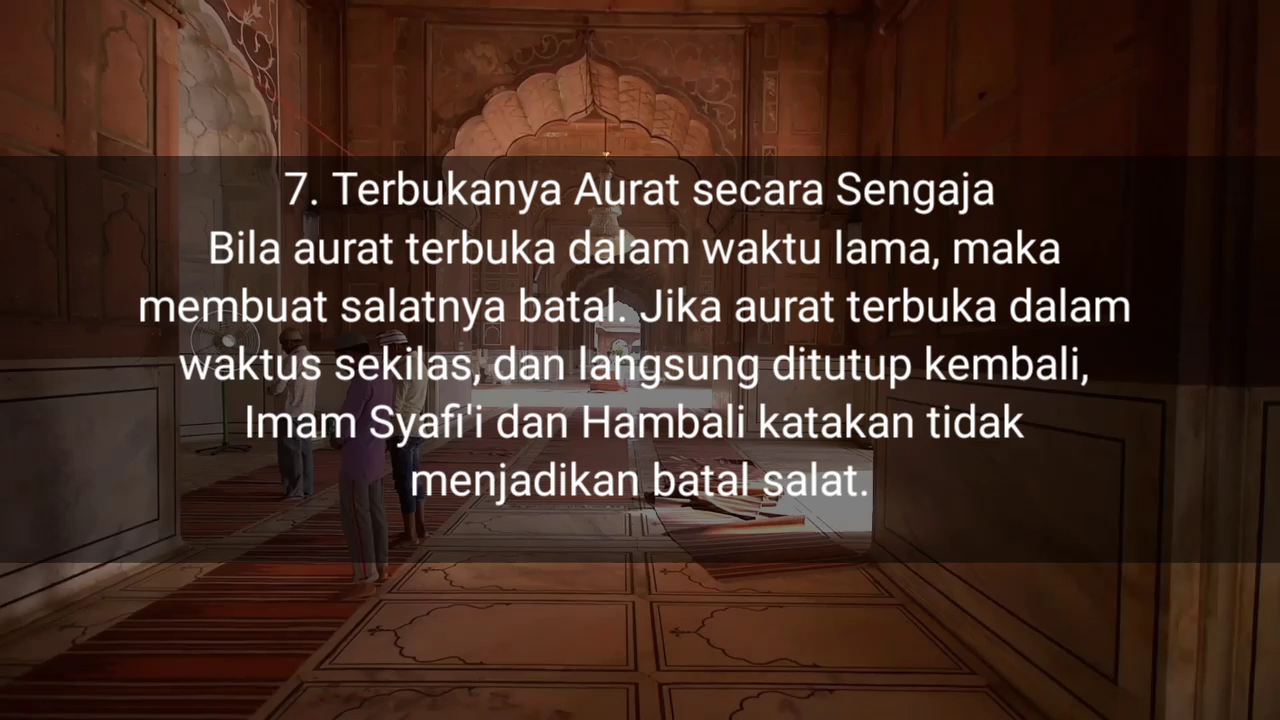 7. Terbukanya Aurat secara Sengaja
Bila aurat terbuka dalam waktu lama, maka
membuat salatnya batal. Jika aurat terbuka dalam
waktus sekilas, dan langsung ditutup kembali,
Imam Syafi'i dan Hambali katakan tidak
menjadikan batal salat.